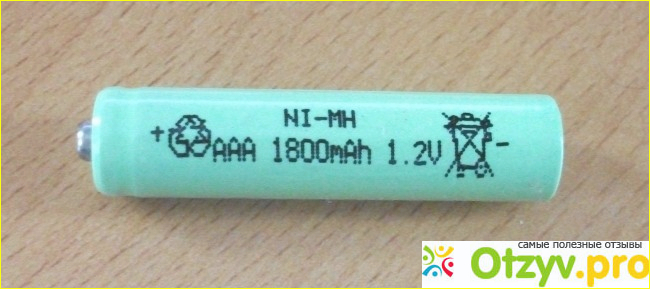 NI-MH
+ AAA 1800mAh 1.2V -
самые полезные отзывы
Otzyv.pro